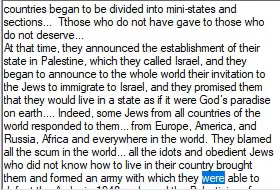 countries began to be divided into mini-states and
sections... Tthose who do not have gave to those who
do not deserve...
At that time, they announced the establishment of their
state in Palestine, which they called Israel, and they
began to announce to the whole world their invitation to
the Jews to immigrate to Israel, and they promised them
that they would live in a state as if it were God's paradise
on earth.... Indeed, some Jews from all countries of the
world responded to them... from Europe, America, and
Russia, Africa and everywhere in the world. They blamed
all the scum in the world... all the idots and obedient Jews
who did not know how to live in their country brought
them and formed an army with which they were able to